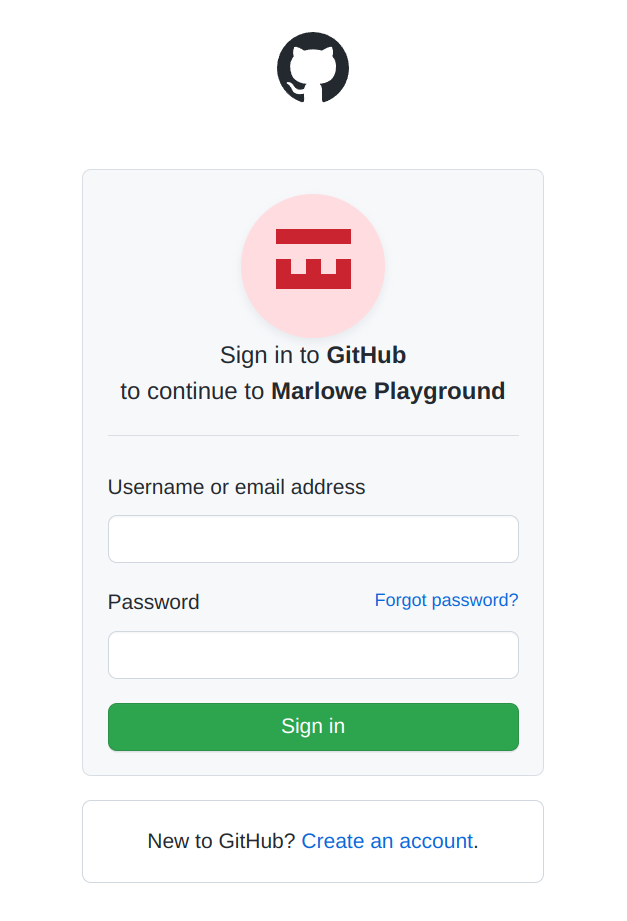 Sign in to GitHub
to continue to Marlowe Playground
Username or email address
Password Forgot password?
Sign in
New to GitHub? Create an account.